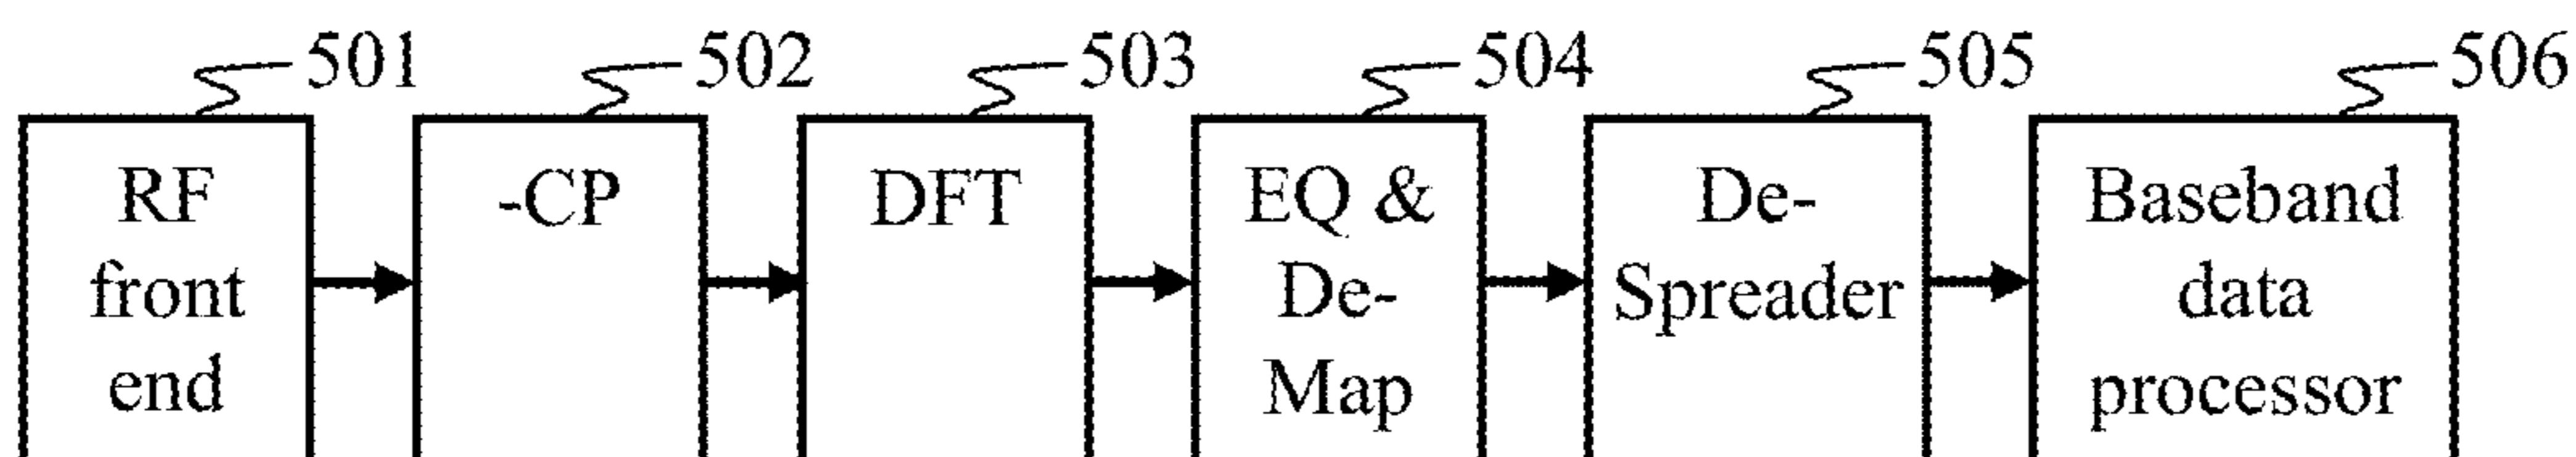 501 502 503 504 505 506
RF
front
end
-CP
DFT
EQ &
De-
Map
De-
Spreader
Baseband
data
processor